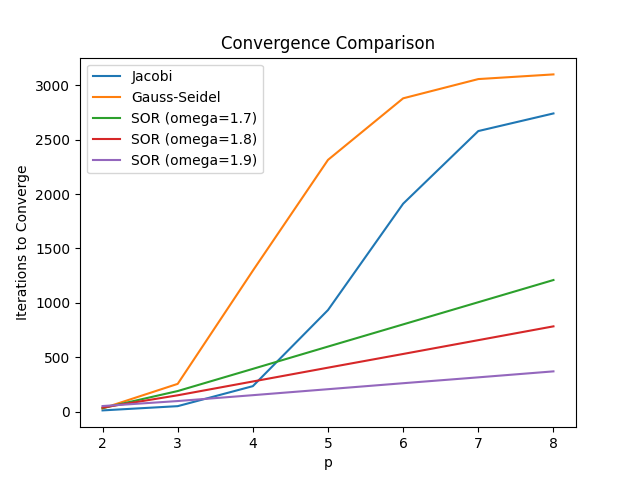 Convergence Comparison
Jacobi
Gauss-Seidel
SOR (omega=1.7)
SOR (omega=1.8)
SOR (omega=1.9)
Iterations to Converge
3000
2500
2000
1500
1000
500
0
2 3 4 5 6 7 8
p